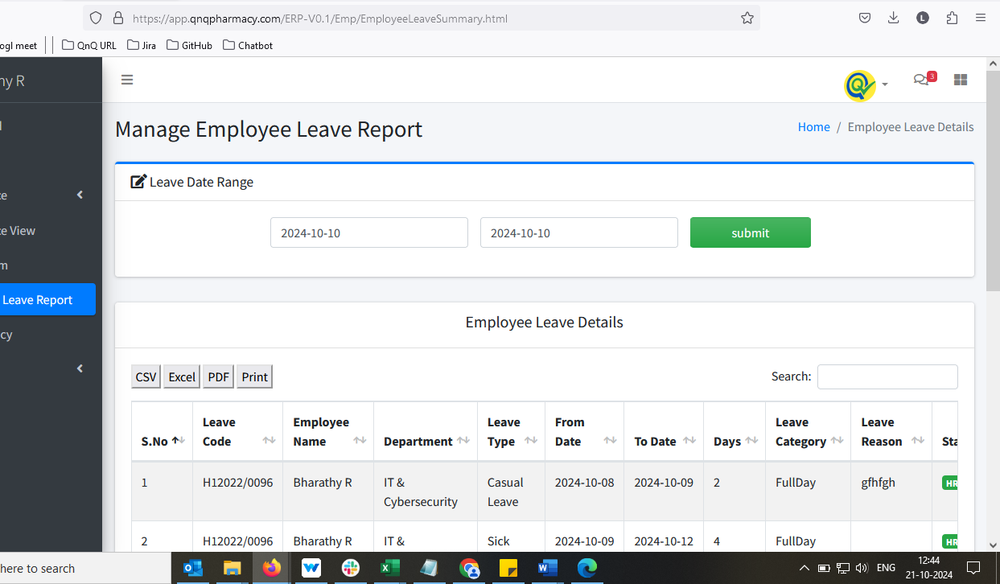 https://app.qnqpharmacy.com/ERP-V0.1/Emp/EmployeeLeaveSummary.html
L
ogl meet
QnQ URL
Jira
GitHub
Chatbot
hy R
3
Manage Employee Leave Report
Home / Employee Leave Details
ce
ce View
m
Leave Report
cy
Leave Date Range
2024-10-10
2024-10-10
submit
Employee Leave Details
CSV Excel PDF Print
Search:
S.No Leave Code Employee Name Department Leave Type From Date To Date Days Leave Category Leave Reason Sta
1 H12022/0096 Bharathy R IT & Cybersecurity Casual Leave 2024-10-08 2024-10-09 2 FullDay gfhfgh HR
2 H12022/0096 Bharathy R IT & Sick 2024-10-09 2024-10-12 4 FullDay HR
here to search
ENG
12:44
21-10-2024